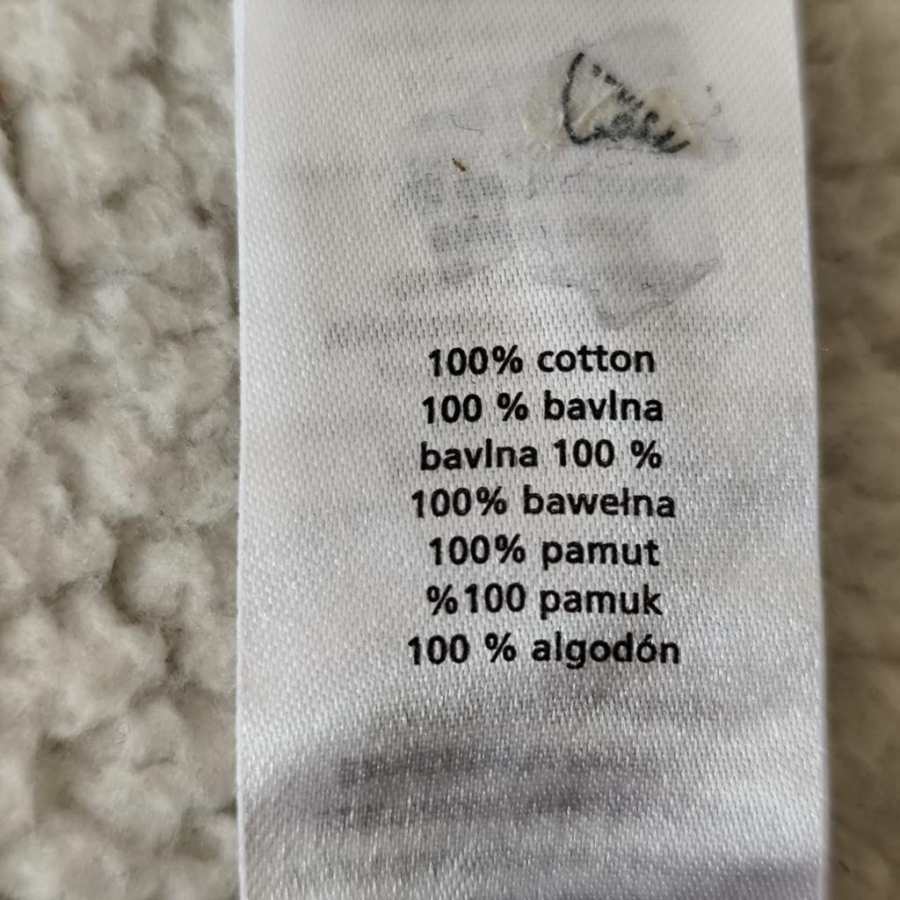 100% cotton
100 % bavlna
bavlna 100 %
100% bawełna
100% pamut
%100 pamuk
100 % algodón